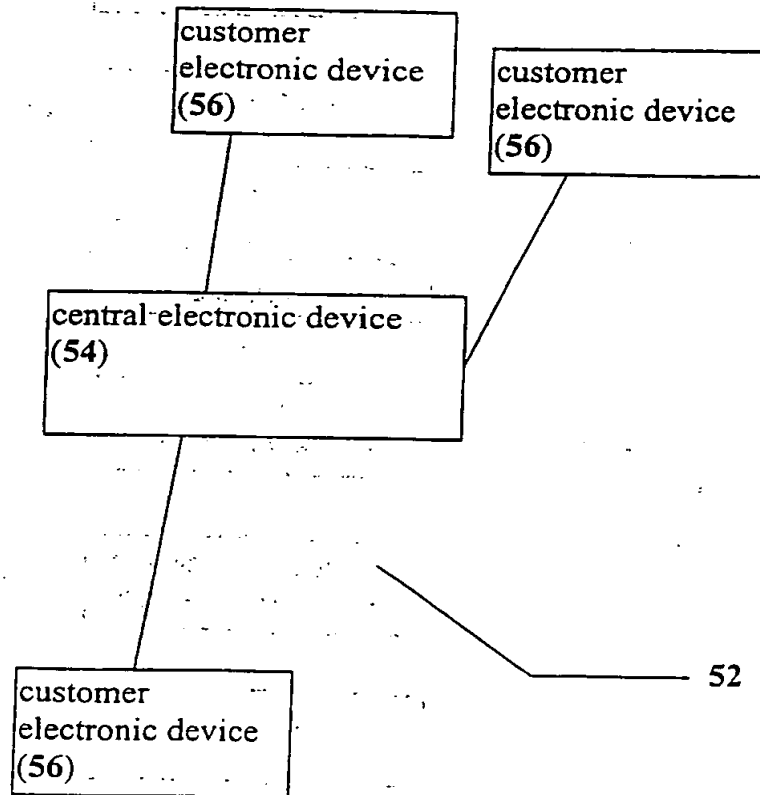 customer
electronic device
(56)
customer
electronic device
(56)
central electronic device
(54)
52
customer
electronic device
(56)